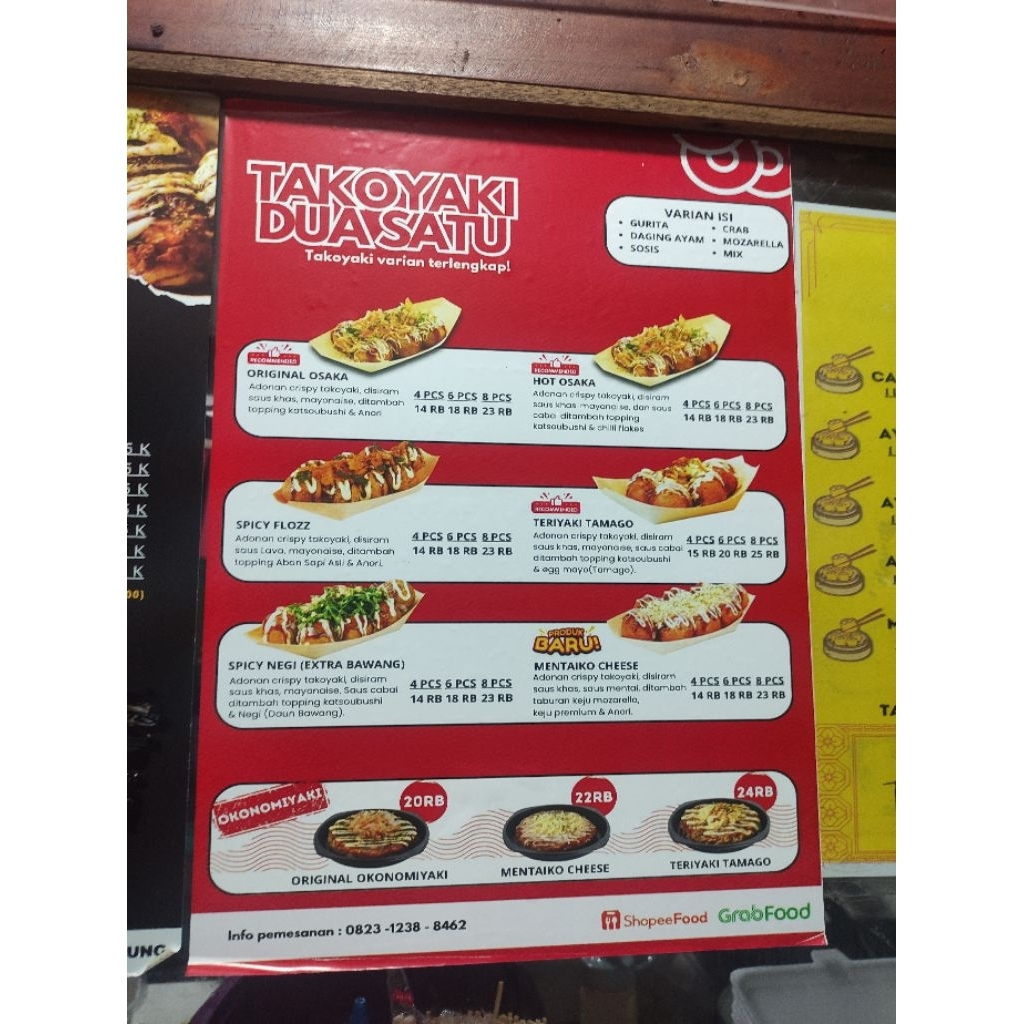 TAKOYAKI
DUA SATU
Takoyaki varian terlengkap!
VARIAN ISI
• GURITA
• DAGING AYAM
• SOSIS
• CRAB
• MOZARELLA
• MIX
RECOMMENDED
ORIGINAL OSAKA
Adonan crispy takoyaki, disiram
saus khas, mayonaise, ditambah
topping katsoubushi & Anori
4 PCS 6 PCS 8 PCS
14 RB 18 RB 23 RB
RECOMMENDED
HOT OSAKA
Adonan crispy takoyaki, disiram
saus khas, mayonaise, dan saus
cabai ditambah topping
katsoubushi & chilli flakes
4 PCS 6 PCS 8 PCS
14 RB 18 RB 23 RB
SPICY FLOZZ
Adonan crispy takoyaki, disiram
saus Lava, mayonaise, ditambah
topping Abon Sapi Asli & Anori.
4 PCS 6 PCS 8 PCS
14 RB 18 RB 23 RB
RECOMMENDED
TERIYAKI TAMAGO
Adonan crispy takoyaki, disiram
saus khas, mayonaise, saus cabai
ditambah topping katsoubushi
& egg mayo(Tamago).
4 PCS 6 PCS 8 PCS
15 RB 20 RB 25 RB
SPICY NEGI (EXTRA BAWANG)
Adonan crispy takoyaki, disiram
saus khas, mayonaise, Saus cabai
ditambah topping katsoubushi
& Negi (Daun Bawang).
4 PCS 6 PCS 8 PCS
14 RB 18 RB 23 RB
PRODUK
BARU!
MENTAIKO CHEESE
Adonan crispy takoyaki, disiram
saus khas, saus mentai, ditambah
taburan keju mozarella,
keju premium & Anori.
4 PCS 6 PCS 8 PCS
14 RB 18 RB 23 RB
OKONOMIYAKI
20RB
ORIGINAL OKONOMIYAKI
22RB
MENTAIKO CHEESE
24RB
TERIYAKI TAMAGO
Info pemesanan : 0823 -1238 - 8462
ShopeeFood GrabFood